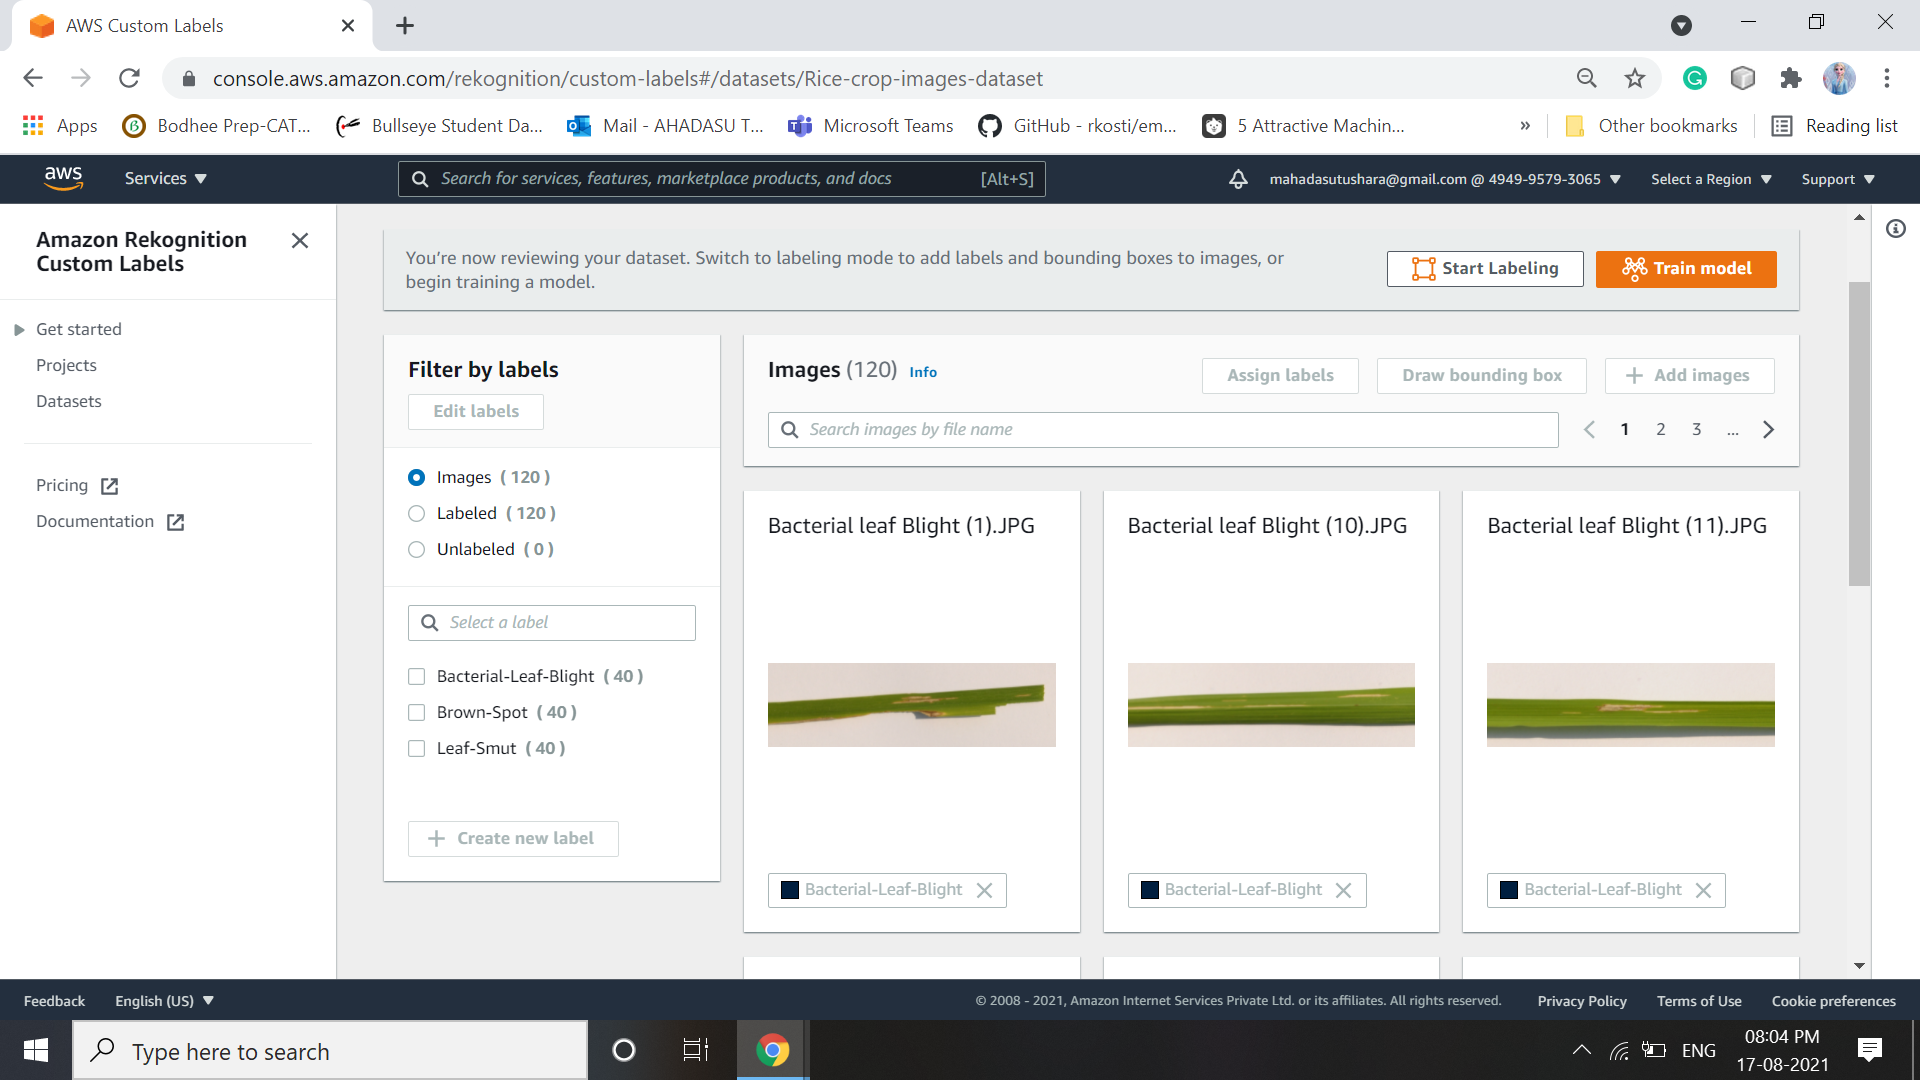 AWS Custom Labels
console.aws.amazon.com/rekognition/custom-labels#/datasets/Rice-crop-images-dataset
Apps
Bodhee Prep-CAT...
Bullseye Student Da...
Mail - AHADASU T...
Microsoft Teams
GitHub - rkosti/em...
5 Attractive Machin...
»
Other bookmarks
Reading list
aws
Services
Search for services, features, marketplace products, and docs
[Alt+S]
mahadasutushara@gmail.com @ 4949-9579-3065
Select a Region
Support
Amazon Rekognition
Custom Labels
Get started
Projects
Datasets
Pricing
Documentation
You're now reviewing your dataset. Switch to labeling mode to add labels and bounding boxes to images, or
begin training a model.
Start Labeling
Train model
Filter by labels
Edit labels
Images ( 120 )
Labeled ( 120 )
Unlabeled ( 0 )
Select a label
Bacterial-Leaf-Blight ( 40 )
Brown-Spot ( 40 )
Leaf-Smut ( 40 )
+ Create new label
Images (120) Info
Assign labels
Draw bounding box
+ Add images
Search images by file name
1 2 3 ...
Bacterial leaf Blight (1).JPG
Bacterial leaf Blight (10).JPG
Bacterial leaf Blight (11).JPG
Bacterial-Leaf-Blight
Bacterial-Leaf-Blight
Bacterial-Leaf-Blight
Feedback
English (US)
© 2008 - 2021, Amazon Internet Services Private Ltd. or its affiliates. All rights reserved.
Privacy Policy
Terms of Use
Cookie preferences
Type here to search
ENG
08:04 PM
17-08-2021